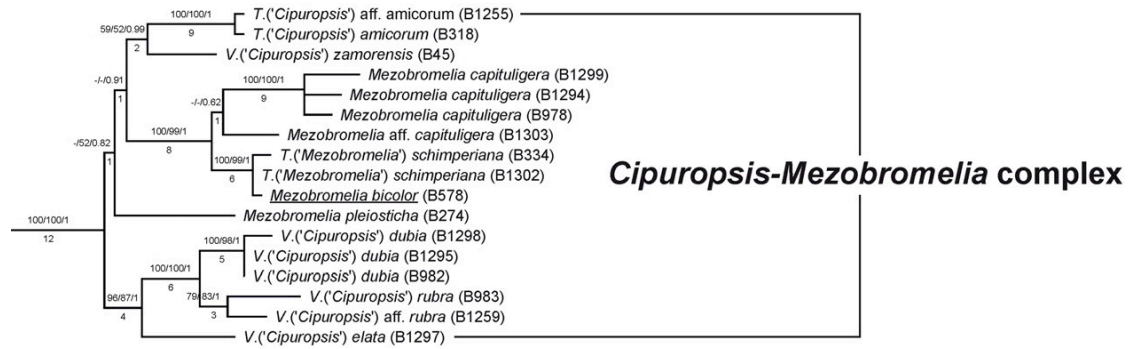 100/100/1
T.('Cipuropsis') aff. amicorum (B1255)
59/52/0.99
9
T.('Cipuropsis') amicorum (B318)
2
V.('Cipuropsis') zamorensis (B45)
-/-/0.91
Mezobromelia capituligera (B1299)
100/100/1
1
9
Mezobromelia capituligera (B1294)
-/-/0.62
Mezobromelia capituligera (B978)
1
100/99/1
Mezobromelia aff. capituligera (B1303)
-/52/0.82
8
T.('Mezobromelia') schimperiana (B334)
1
100/99/1
6
T.('Mezobromelia') schimperiana (B1302)
Cipuropsis-Mezobromelia complex
Mezobromelia bicolor (B578)
100/100/1
Mezobromelia pleiosticha (B274)
12
100/98/1
V.('Cipuropsis') dubia (B1298)
5
V.('Cipuropsis') dubia (B1295)
100/100/1
V.('Cipuropsis') dubia (B982)
6
96/87/1
79/83/1
V.('Cipuropsis') rubra (B983)
4
3
V.('Cipuropsis') aff. rubra (B1259)
V.('Cipuropsis') elata (B1297)